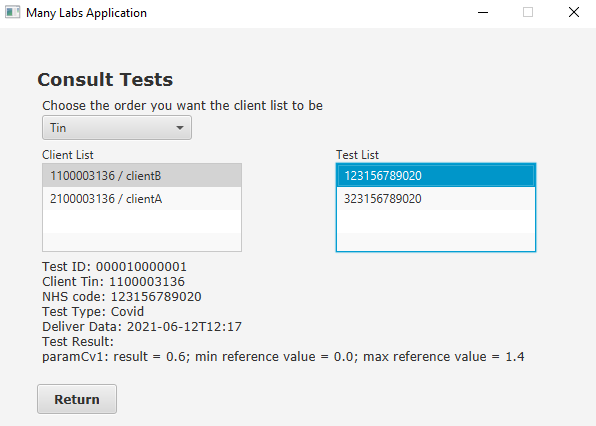 Many Labs Application
Consult Tests
Choose the order you want the client list to be
Tin
Client List
1100003136 / clientB
2100003136 / clientA
Test List
123156789020
323156789020
Test ID: 000010000001
Client Tin: 1100003136
NHS code: 123156789020
Test Type: Covid
Deliver Data: 2021-06-12T12:17
Test Result:
paramCv1: result = 0.6; min reference value = 0.0; max reference value = 1.4
Return